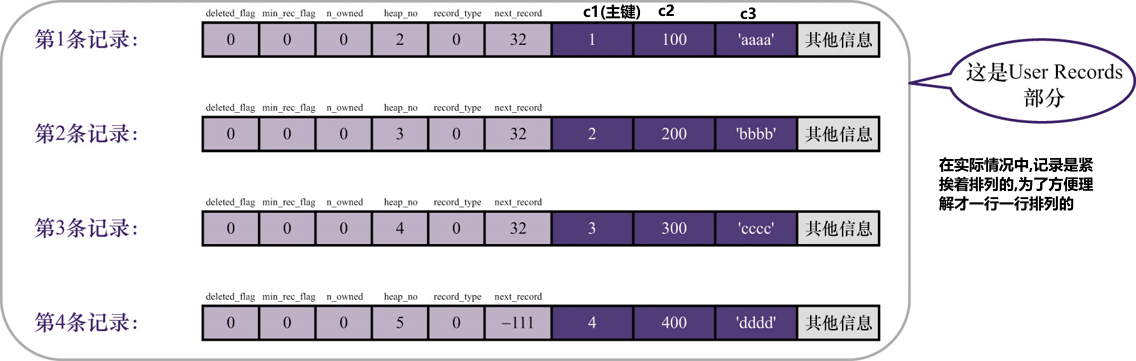 c1(主键) c2 c3
deleted_flag min_rec_flag n_owned heap_no record_type next_record
第1条记录: 0 0 0 2 0 32 1 100 'aaaa' 其他信息
这是User Records
部分
deleted_flag min_rec_flag n_owned heap_no record_type next_record
第2条记录: 0 0 0 3 0 32 2 200 'bbbb' 其他信息
在实际情况中,记录是紧
挨着排列的,为了方便理
解才一行一行排列的
deleted_flag min_rec_flag n_owned heap_no record_type next_record
第3条记录: 0 0 0 4 0 32 3 300 'cccc' 其他信息
deleted_flag min_rec_flag n_owned heap_no record_type next_record
第4条记录: 0 0 0 5 0 −111 4 400 'dddd' 其他信息